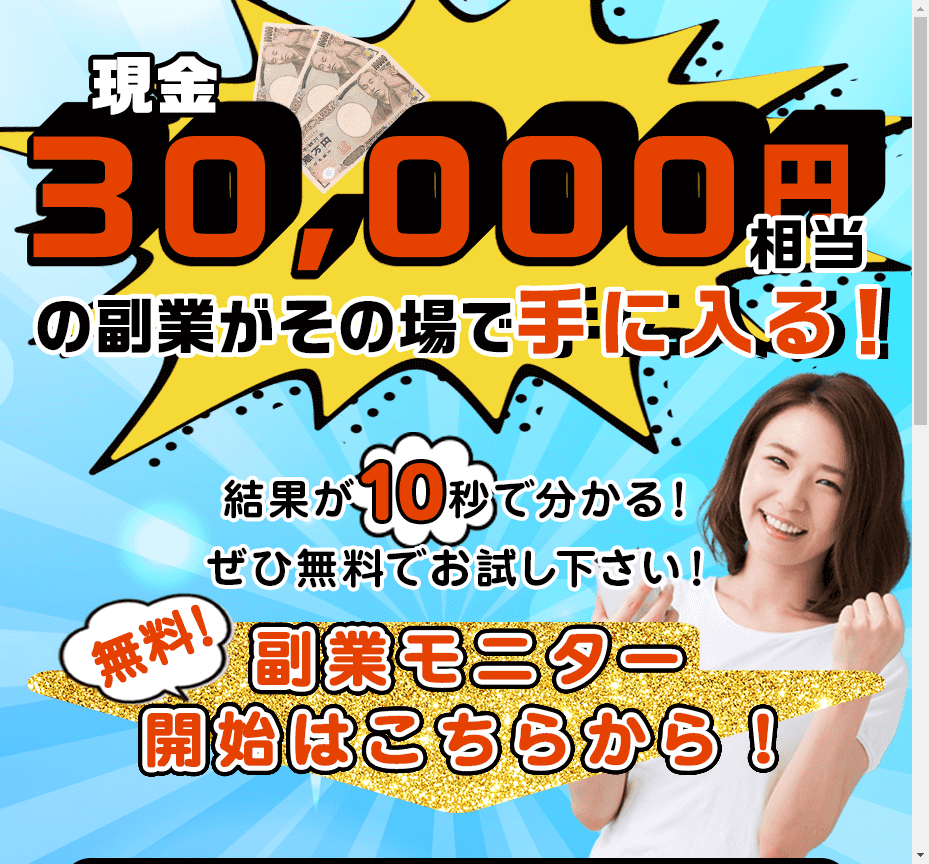 現金
30,000円
相当
の副業がその場で手に入る！
結果が10秒で分かる！
ぜひ無料でお試し下さい！
無料！
副業モニター
開始はこちらから！